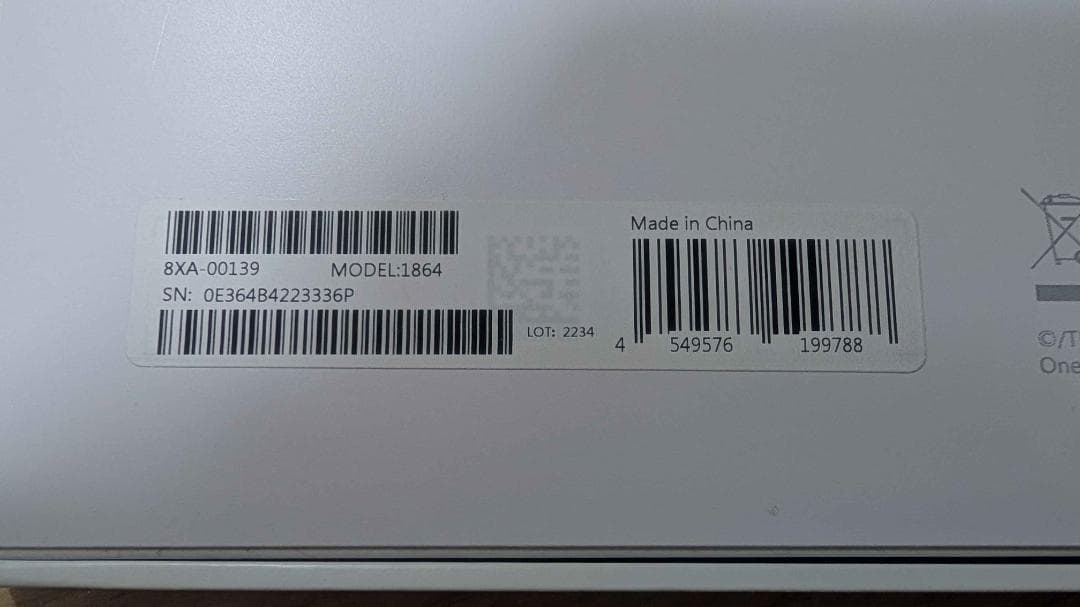 8XA-00139 MODEL:1864
SN: 0E364B4223336P
LOT: 2234
Made in China
4 549576 199788
©/T
One